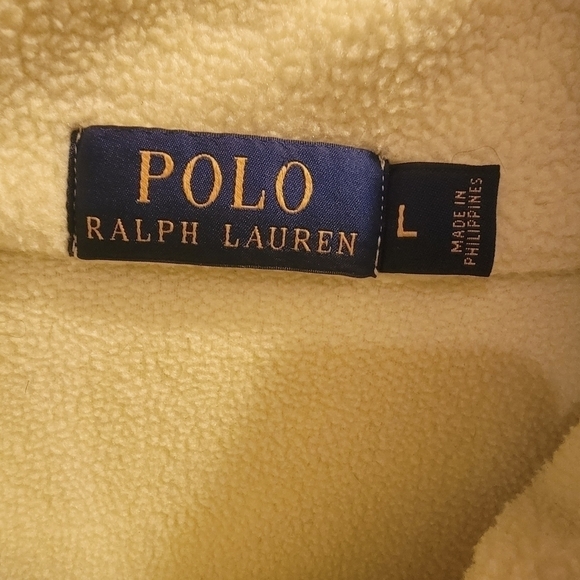 POLO
RALPH LAUREN
L
MADE IN
PHILIPPINES